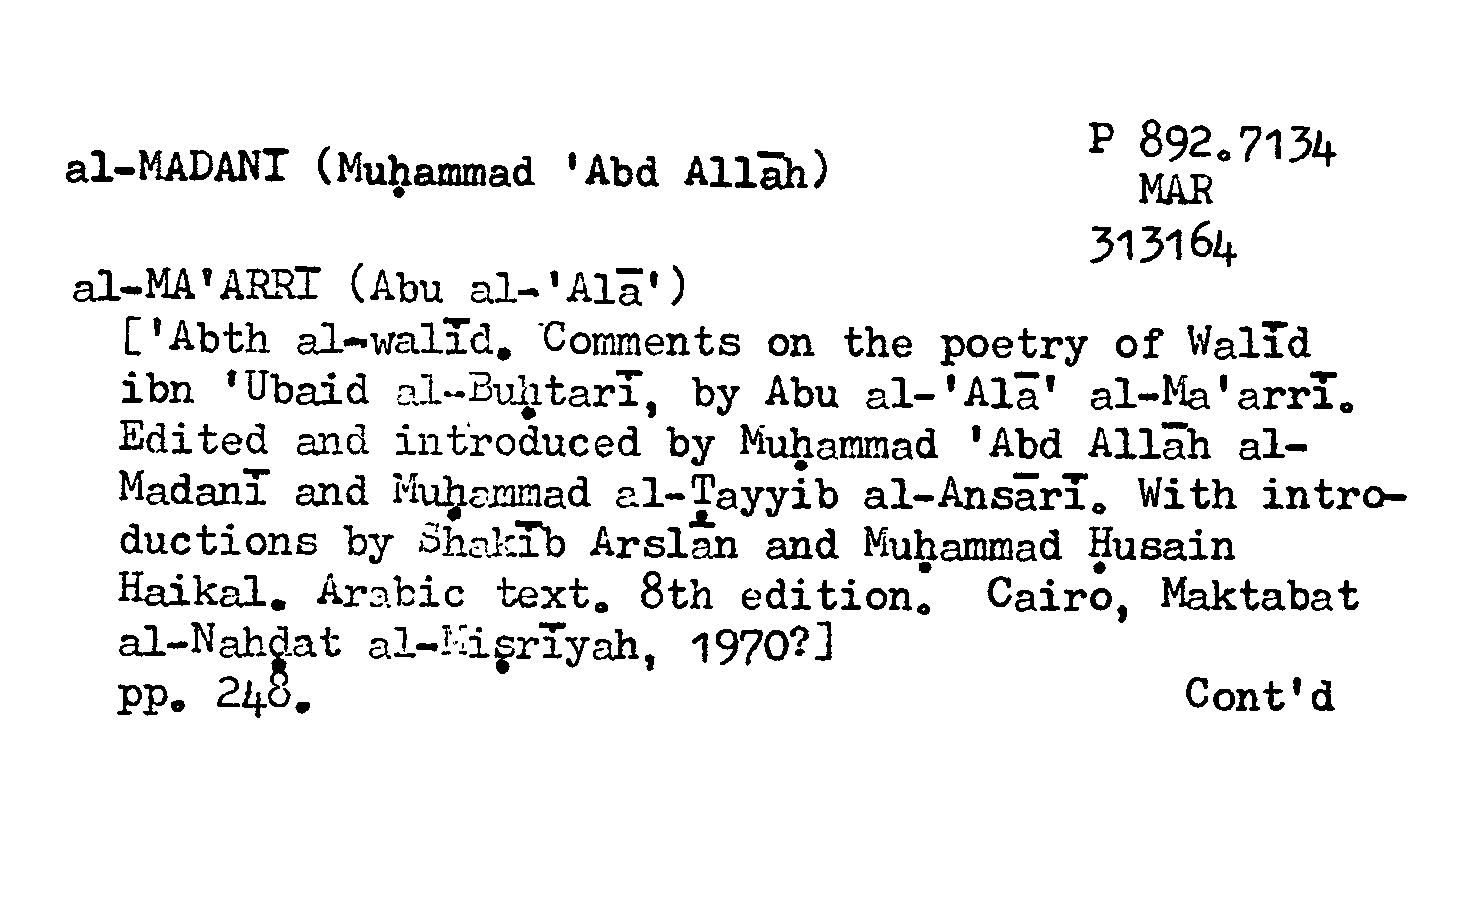 al-MADANĪ (Muḥammad 'Abd Allāh)
P 892.7134
MAR
313164
al-MA'ARRĪ (Abu al-'Alā')
['Abth al-walīd. Comments on the poetry of Walīd
ibn 'Ubaid al-Buḥtarī, by Abu al-'Alā' al-Ma'arrī.
Edited and introduced by Muḥammad 'Abd Allāh al-
Madanī and Muḥammad al-Ṭayyib al-Ansārī. With intro-
ductions by Shakīb Arslān and Muḥammad Ḥusain
Haikal. Arabic text. 8th edition. Cairo, Maktabat
al-Nahḍat al-Miṣrīyah, 1970?]
pp. 248.
Cont'd